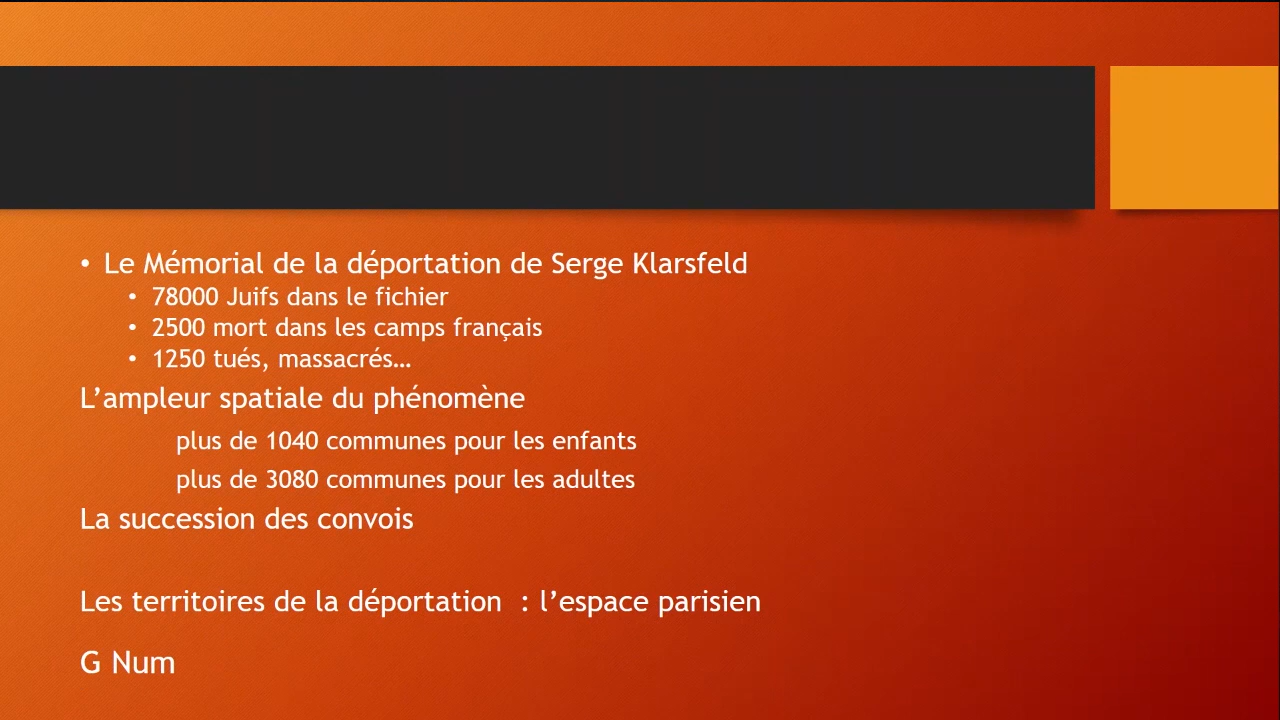 • Le Mémorial de la déportation de Serge Klarsfeld
• 78000 Juifs dans le fichier
• 2500 mort dans les camps français
• 1250 tués, massacrés…
L’ampleur spatiale du phénomène
plus de 1040 communes pour les enfants
plus de 3080 communes pour les adultes
La succession des convois
Les territoires de la déportation  : l’espace parisien
G Num